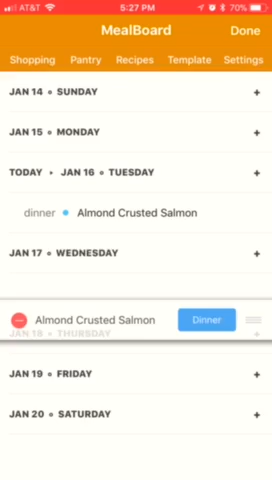 AT&T 5:27 PM 70%
MealBoard Done
Shopping Pantry Recipes Template Settings
JAN 14 SUNDAY +
JAN 15 MONDAY +
TODAY ▸ JAN 16 TUESDAY +
dinner Almond Crusted Salmon
JAN 17 WEDNESDAY
Almond Crusted Salmon Dinner
JAN 18 THURSDAY +
JAN 19 FRIDAY +
JAN 20 SATURDAY +